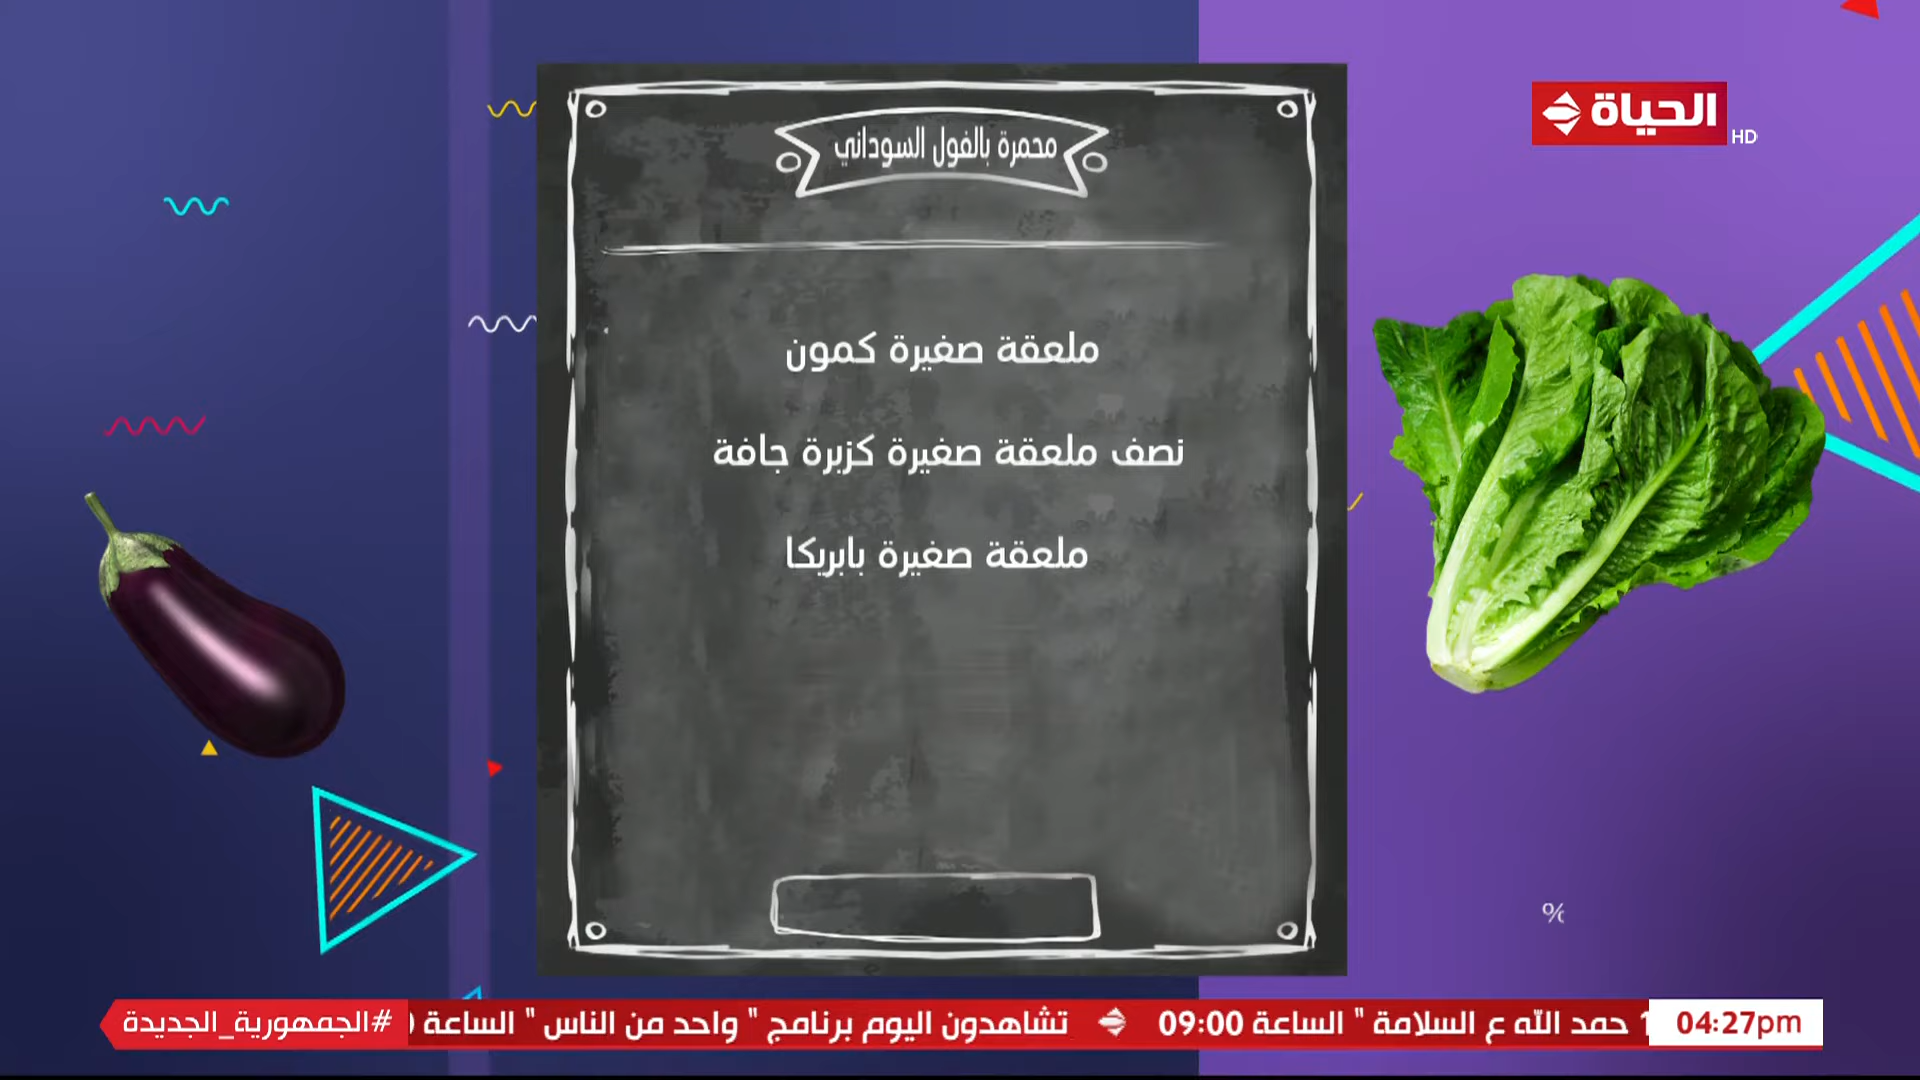 الحياة
HD
محمرة بالفول السوداني
ملعقة صغيرة كمون
نصف ملعقة صغيرة كزبرة جافة
ملعقة صغيرة بابريكا
%
04:27pm
حمد الله ع السلامة " الساعة 09:00 تشاهدون اليوم برنامج " واحد من الناس " الساعة
#الجمهورية_الجديدة